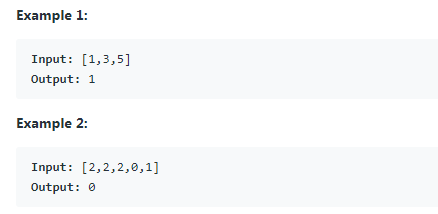 Example 1:
Input: [1,3,5]
Output: 1
Example 2:
Input: [2,2,2,0,1]
Output: 0